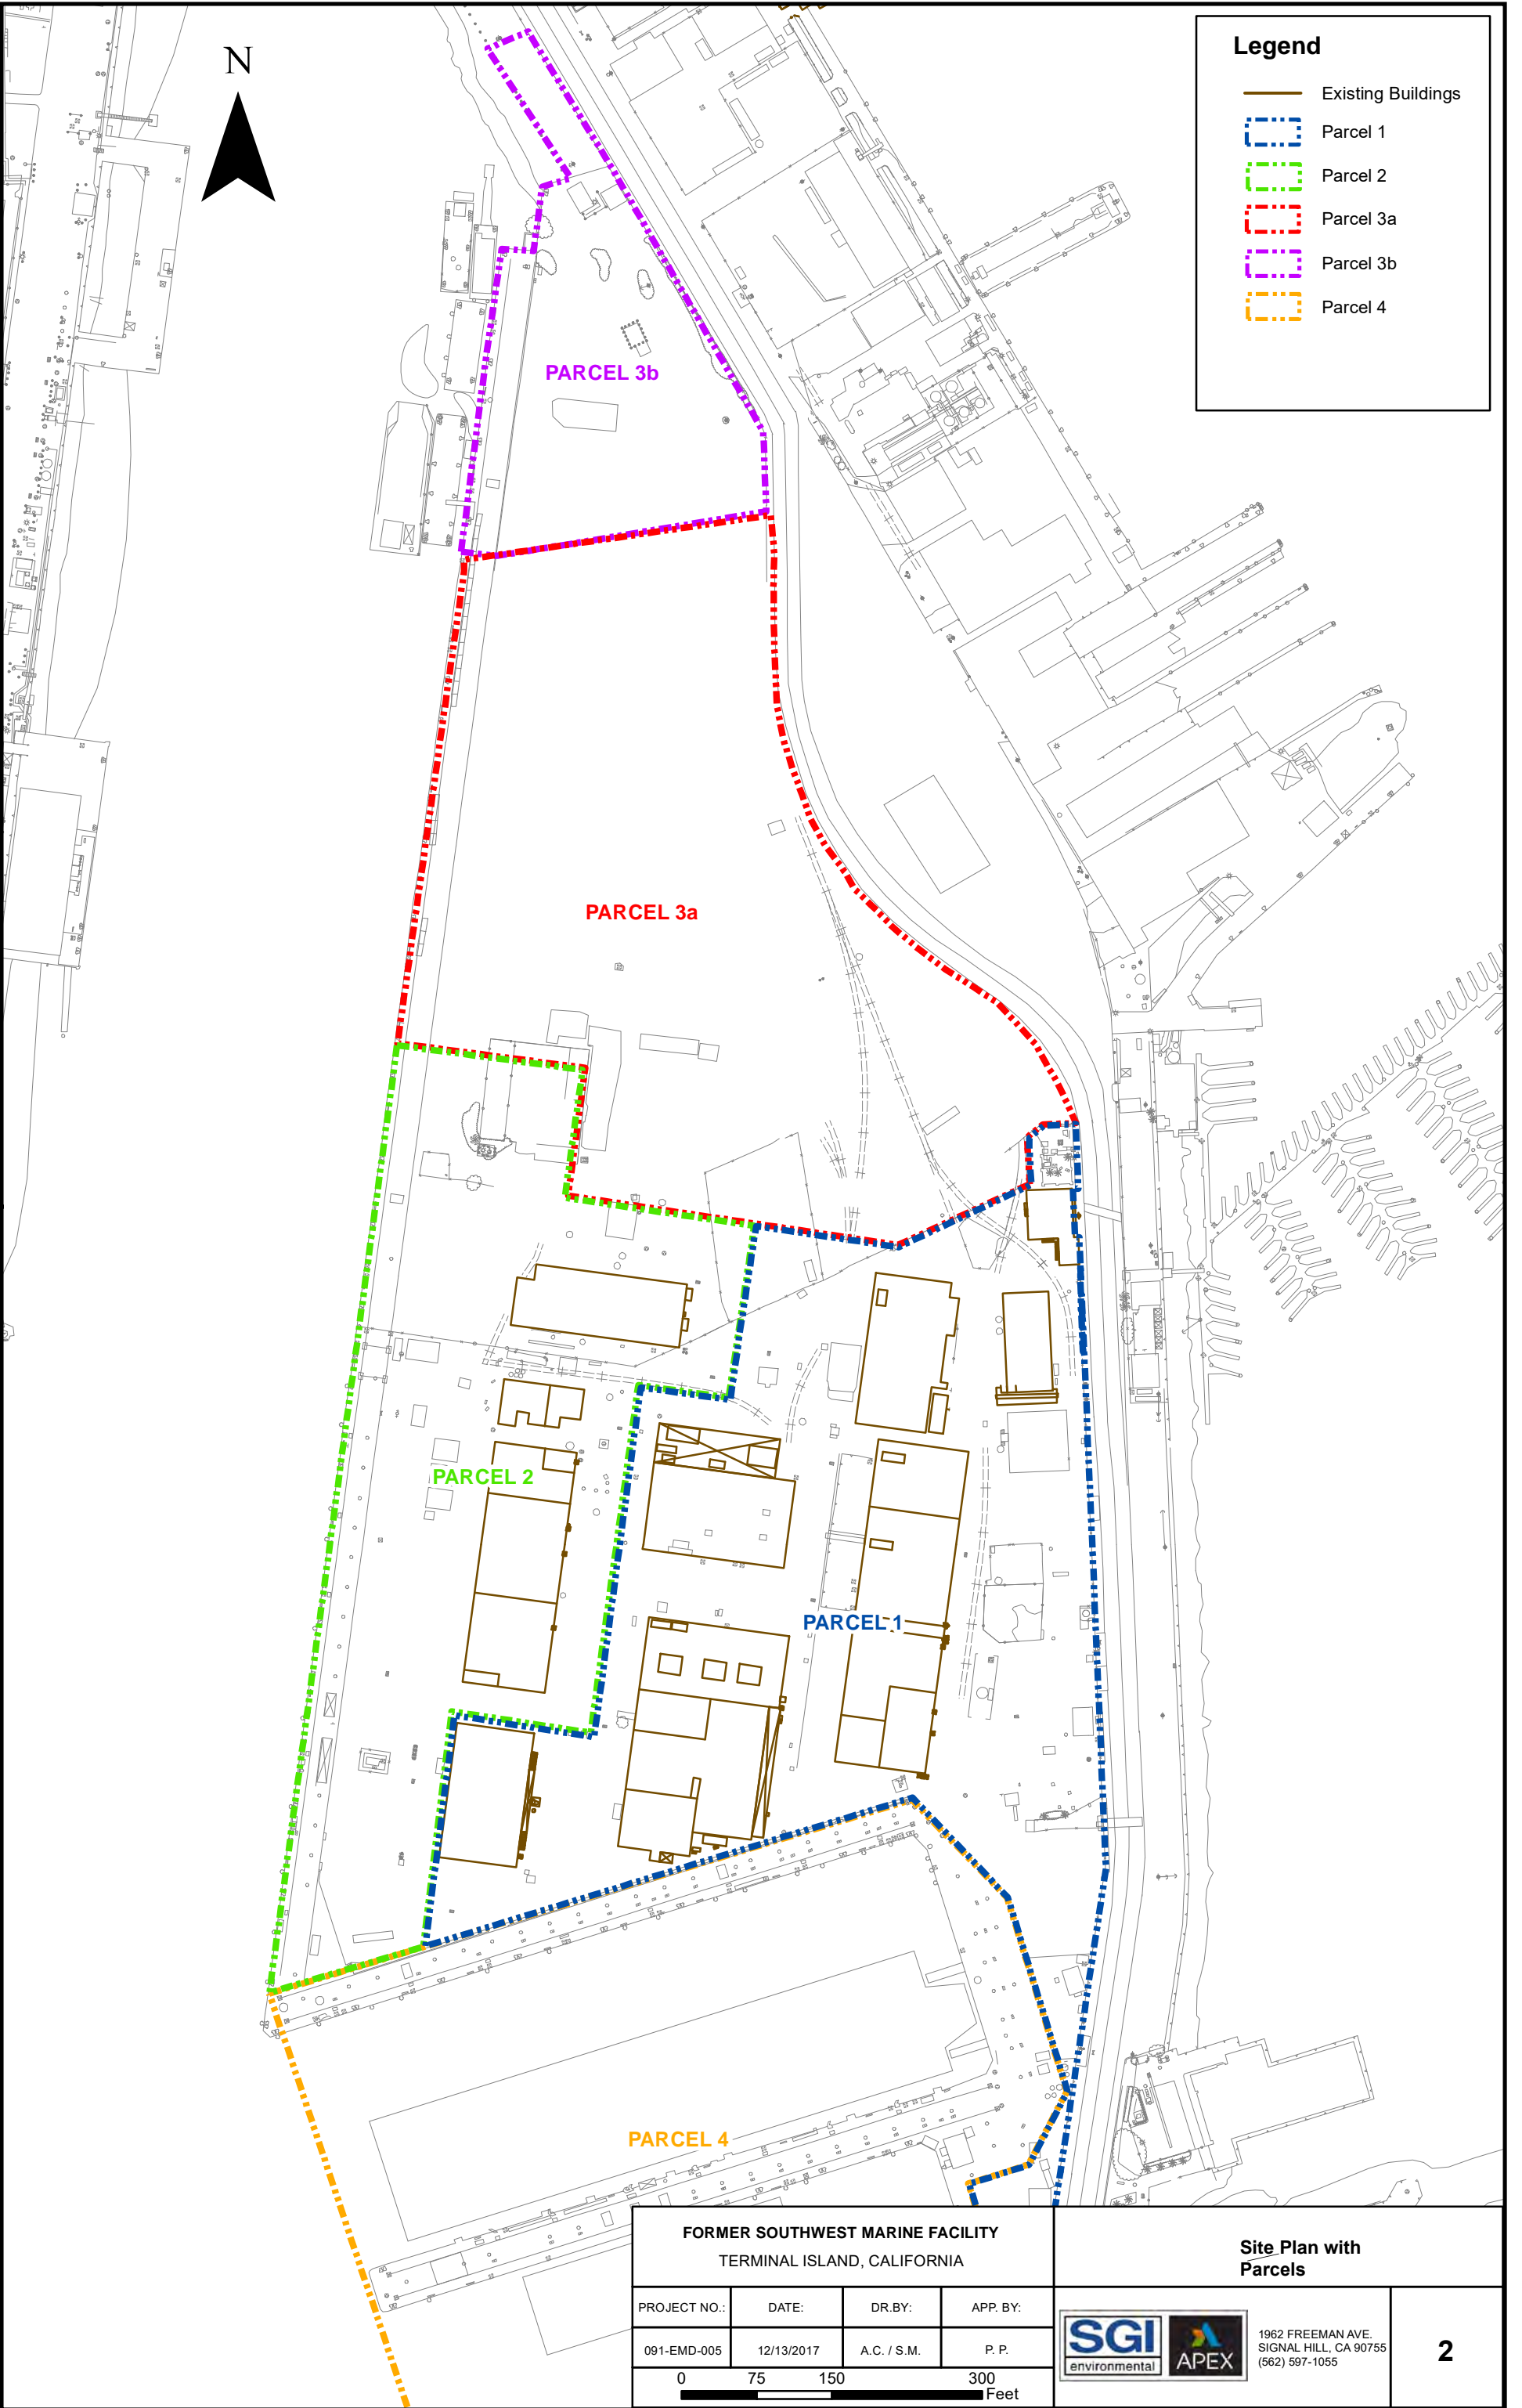 N
Legend
Existing Buildings
Parcel 1
Parcel 2
Parcel 3a
Parcel 3b
Parcel 4
PARCEL 3b
PARCEL 3a
PARCEL 2
PARCEL 1
PARCEL 4
FORMER SOUTHWEST MARINE FACILITY
TERMINAL ISLAND, CALIFORNIA
PROJECT NO.: DATE: DR.BY: APP. BY:
091-EMD-005 12/13/2017 A.C. / S.M. P. P.
0 75 150 300
Feet
Site Plan with
Parcels
SGI
environmental
APEX
1962 FREEMAN AVE.
SIGNAL HILL, CA 90755
(562) 597-1055
2